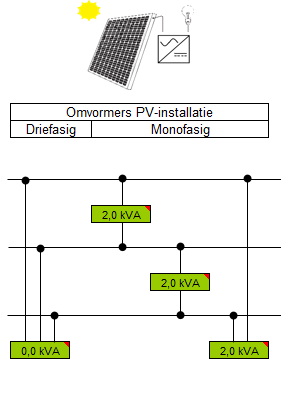 Omvormers PV-installatie
Driefasig Monofasig
2,0 kVA
2,0 kVA
0,0 kVA 2,0 kVA